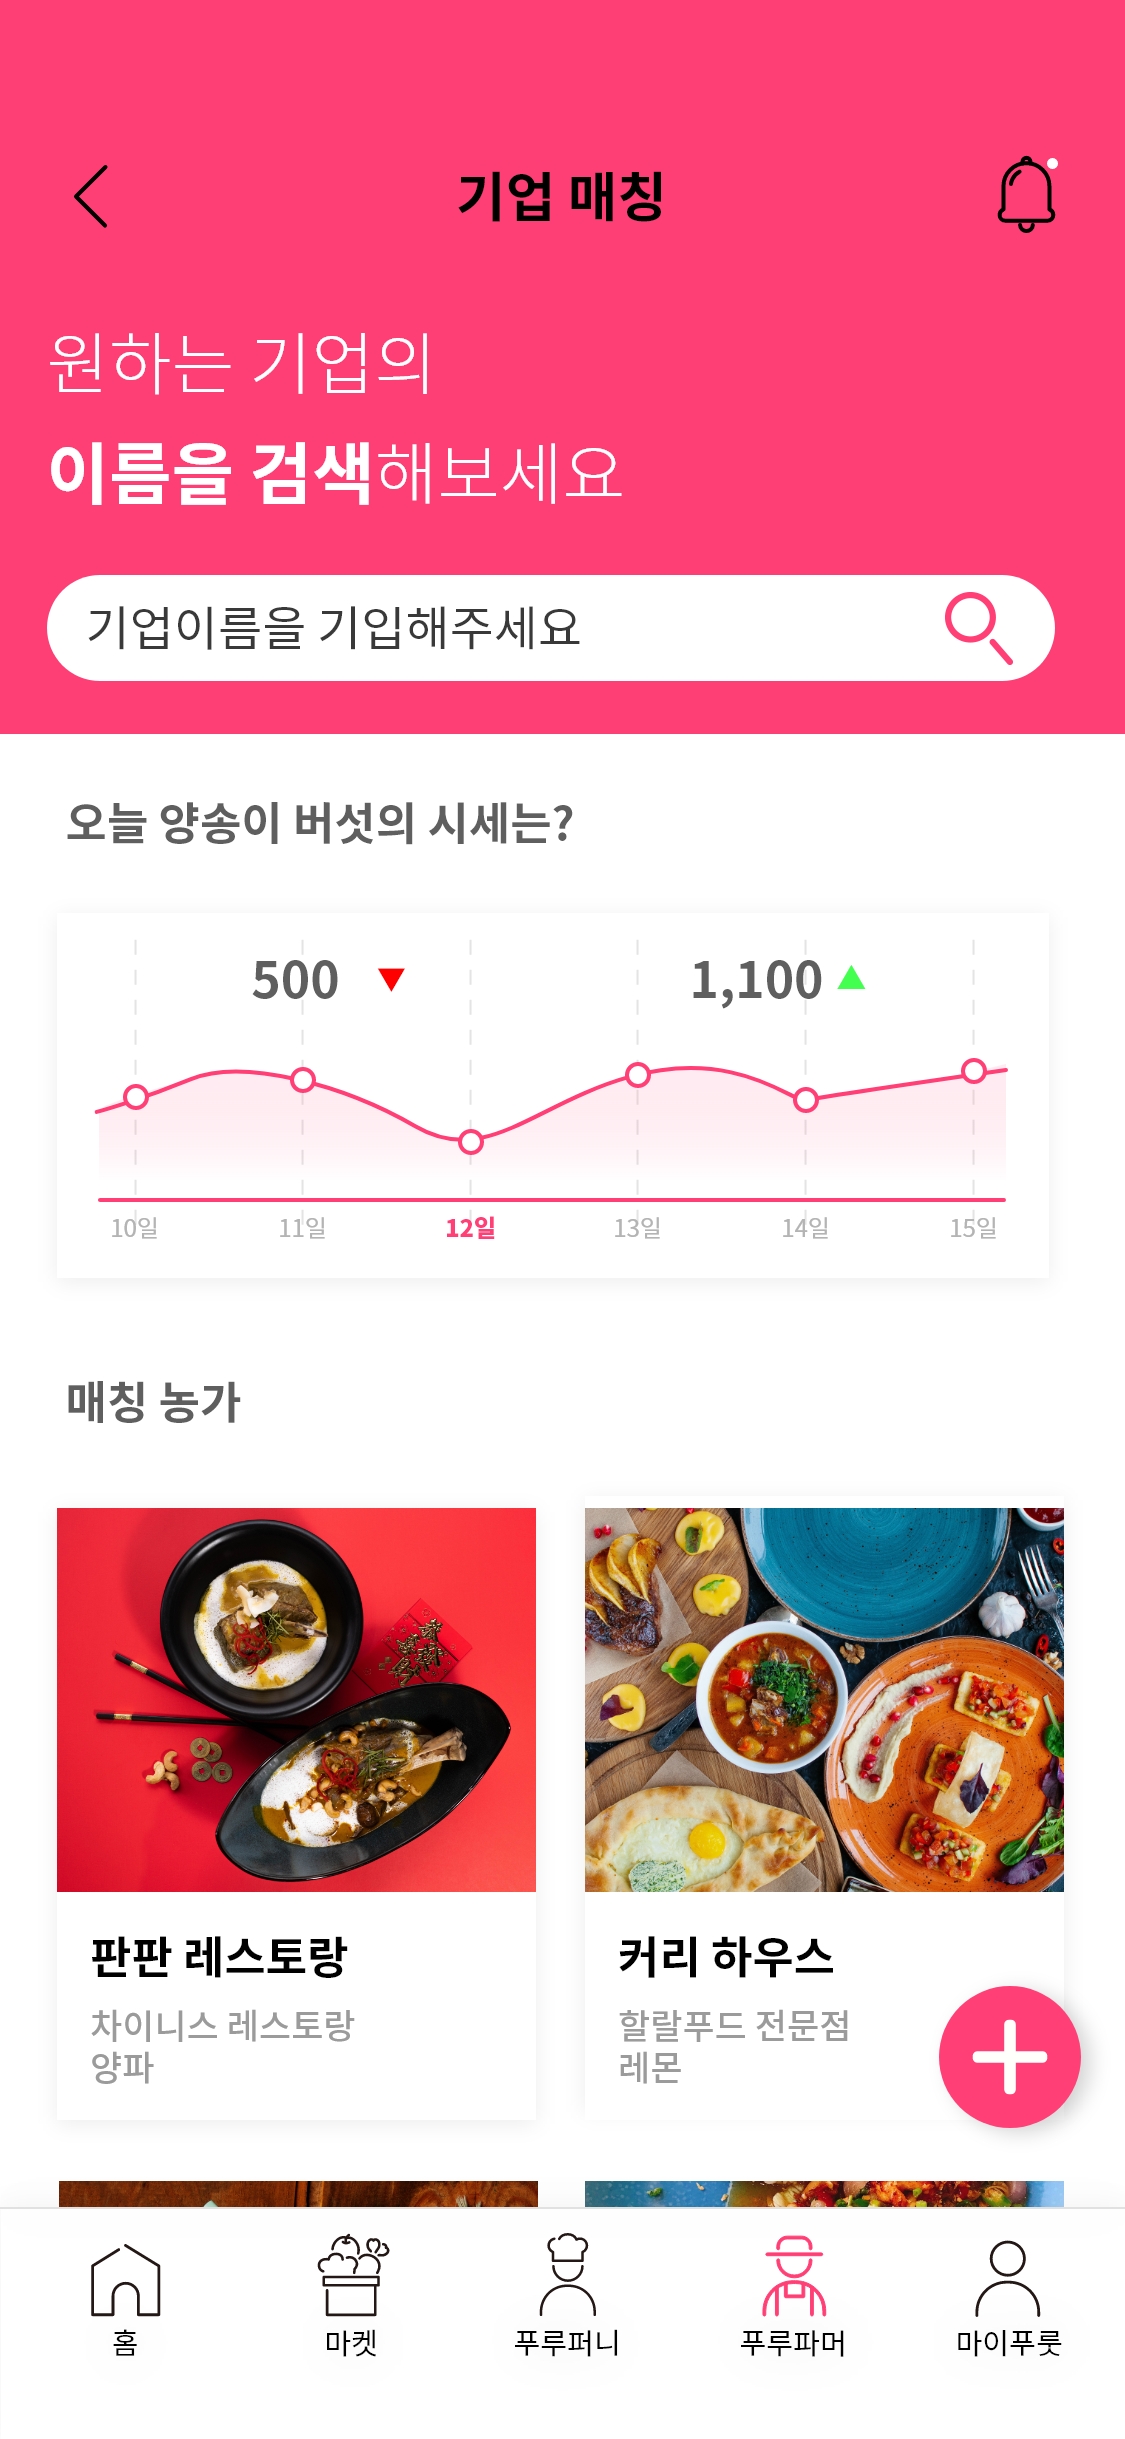 기업 매칭
원하는 기업의
이름을 검색해보세요
기업이름을 기입해주세요
오늘 양송이 버섯의 시세는?
500 ▼ 1,100 ▲
10일 11일 12일 13일 14일 15일
매칭 농가
판판 레스토랑
차이니스 레스토랑
양파
커리 하우스
할랄푸드 전문점
레몬
홈 마켓 푸루퍼니 푸루파머 마이푸룻